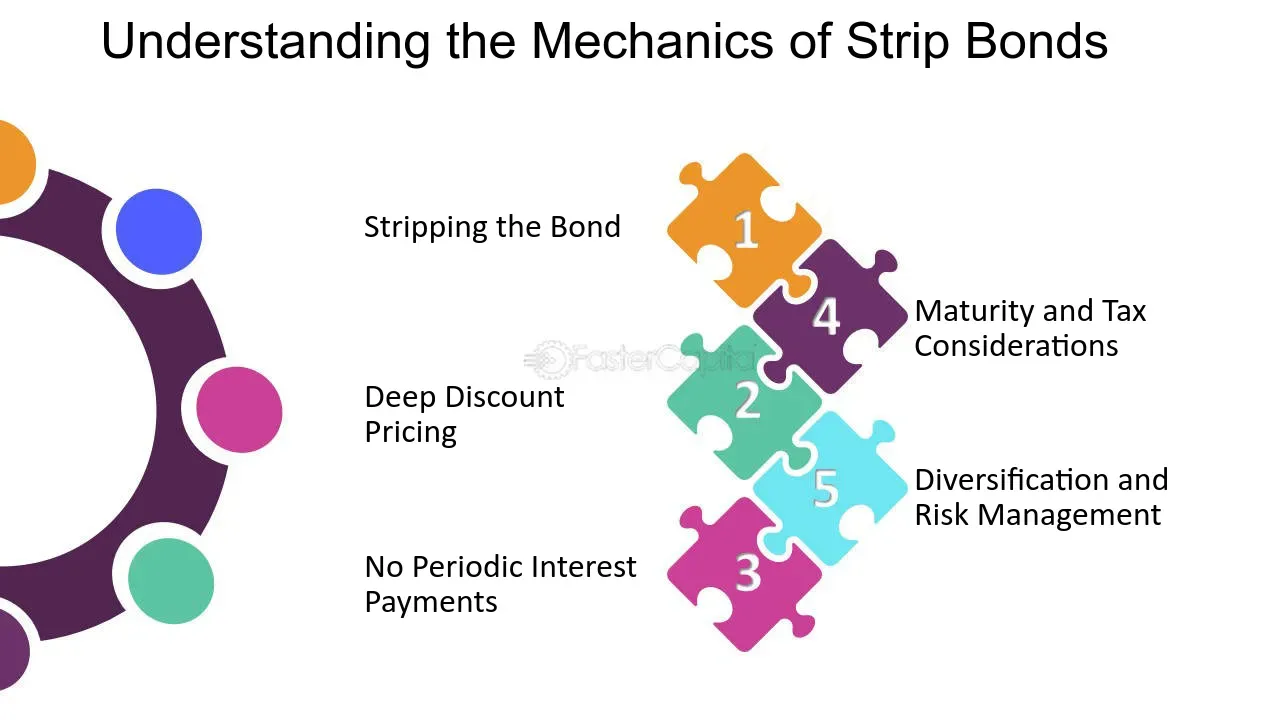 Understanding the Mechanics of Strip Bonds
Stripping the Bond
1
4
Maturity and Tax
Considerations
FasterCapital
Deep Discount
Pricing
2
Diversification and
Risk Management
5
No Periodic Interest
Payments
3